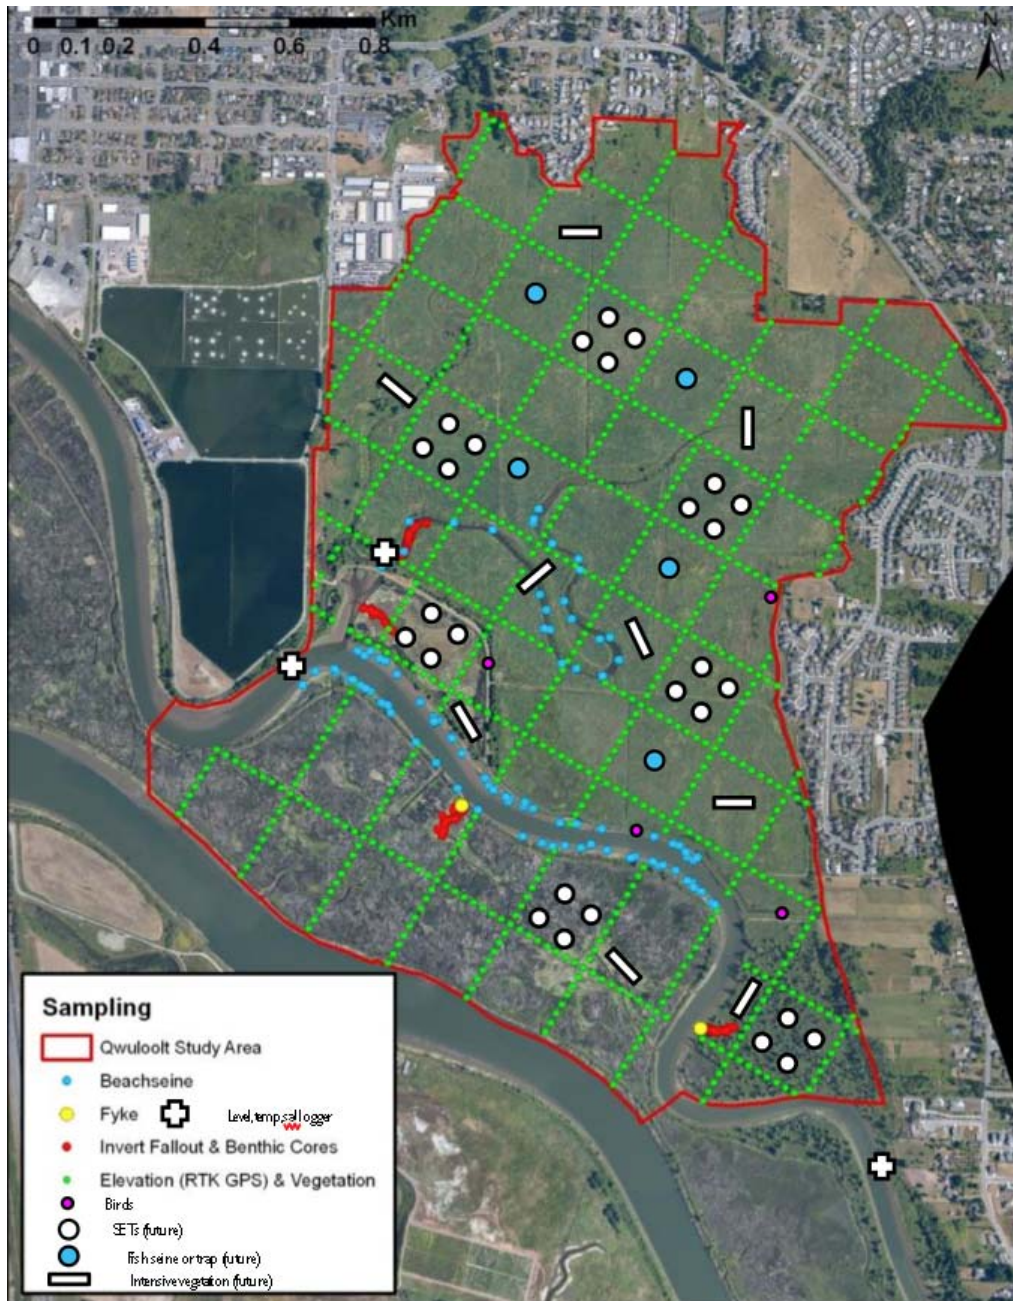 Km
0 0.1 0.2 0.4 0.6 0.8
N
Sampling
Qwuloolt Study Area
Beachseine
Fyke
Level, temp, sal logger
Invert Fallout & Benthic Cores
Elevation (RTK GPS) & Vegetation
Birds
SETs (future)
Fish seine or trap (future)
Intensive vegetation (future)